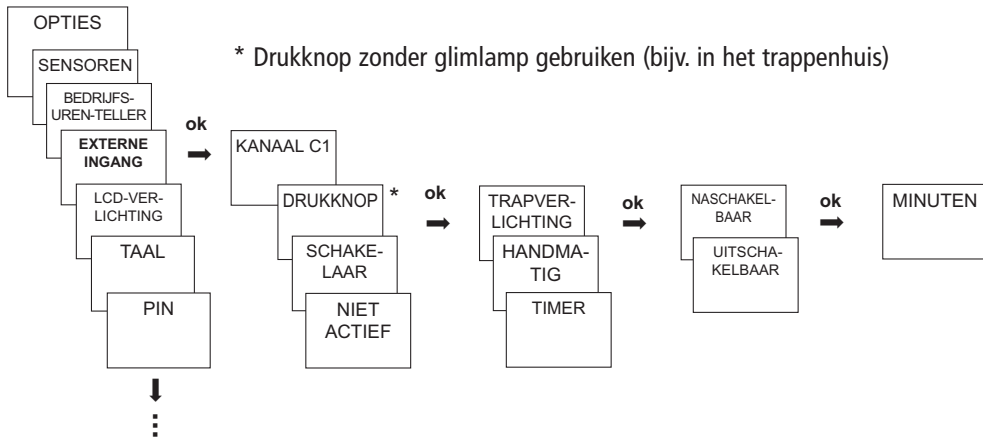 OPTIES
* Drukknop zonder glimlamp gebruiken (bijv. in het trappenhuis)
SENSOREN
BEDRIJFS-
UREN-TELLER
EXTERNE
INGANG
ok
KANAAL C1
LCD-VER-
LICHTING
DRUKKNOP *
ok
TRAPVER-
LICHTING
ok
NASCHAKEL-
BAAR
ok
MINUTEN
TAAL
SCHAKE-
LAAR
HANDMA-
TIG
UITSCHA-
KELBAAR
PIN
NIET
ACTIEF
TIMER